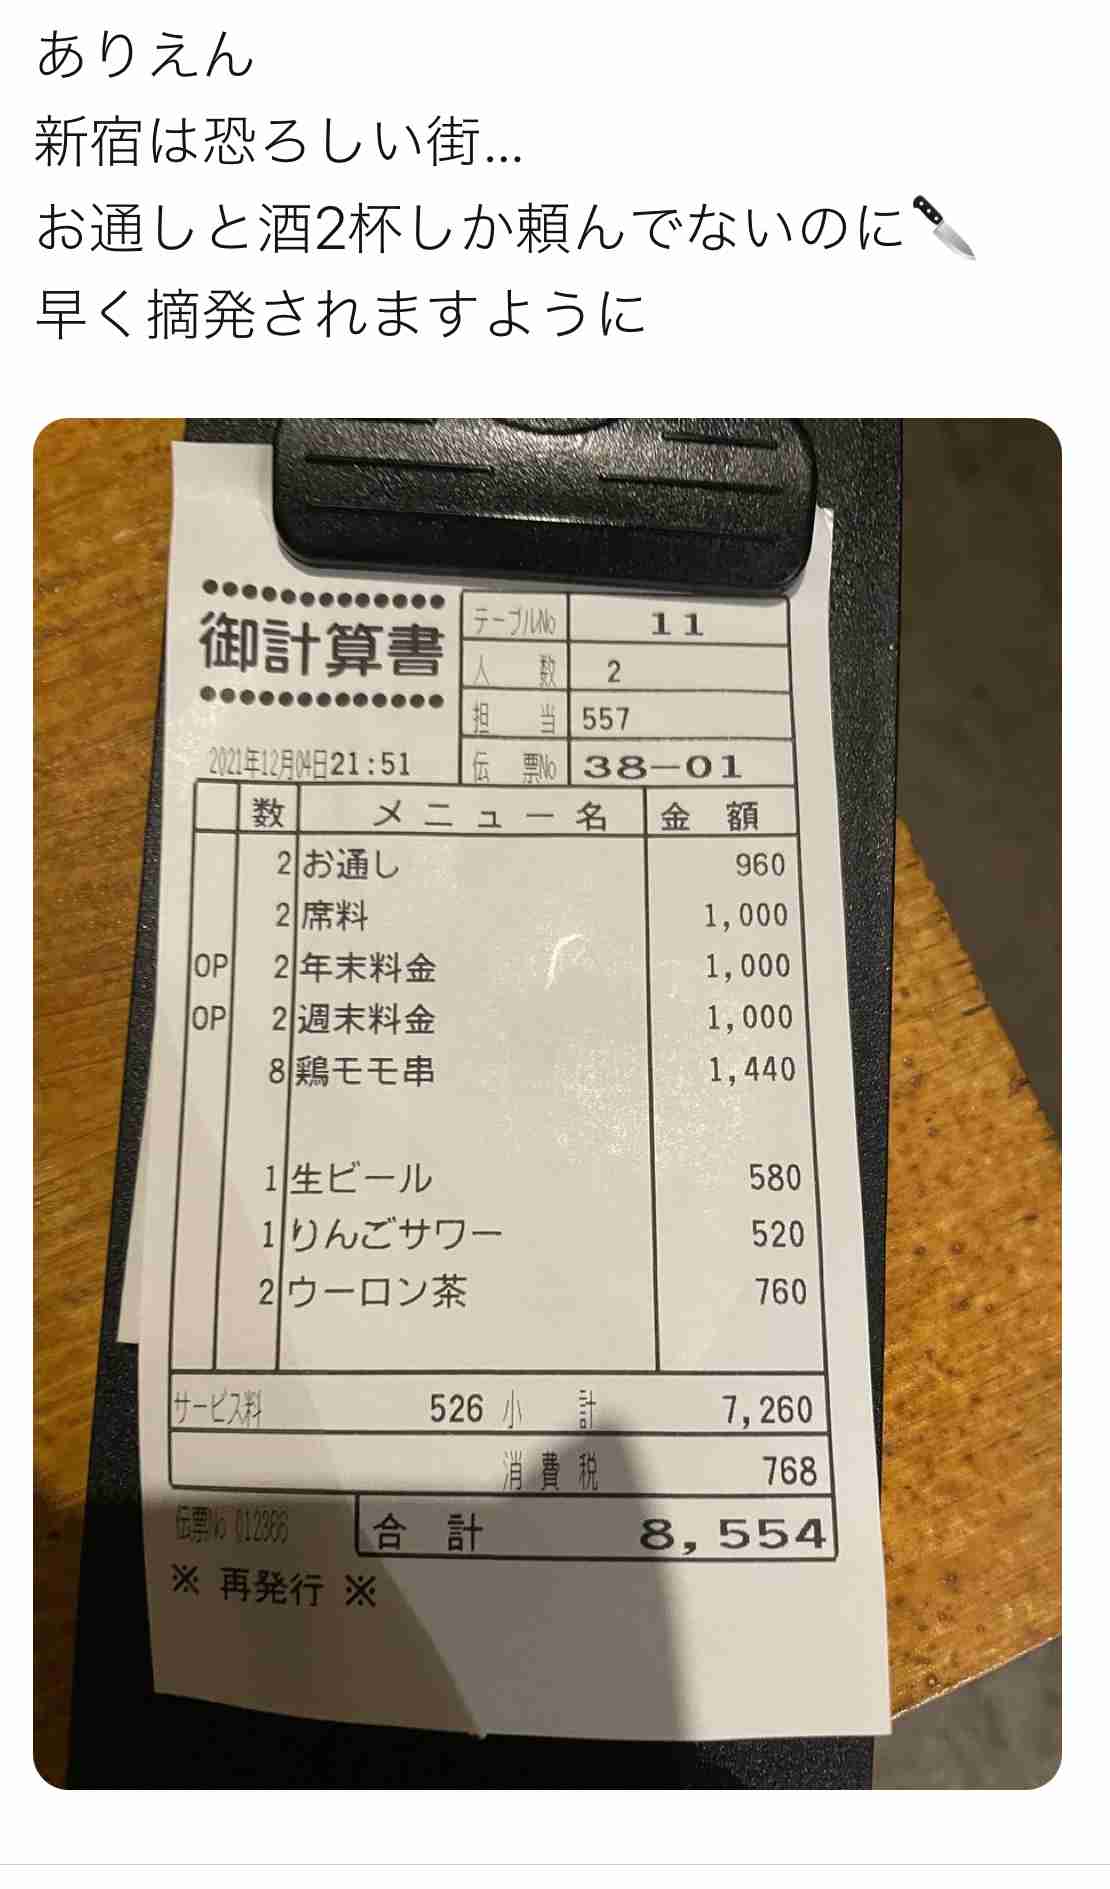 ありえん
新宿は恐ろしい街...
お通しと酒2杯しか頼んでないのに🔪
早く摘発されますように
御計算書
テーブルNo 11
人数 2
担当 557
2021年12月04日21:51
伝票No 38-01
数 メニュー名 金額
2 お通し 960
2 席料 1,000
OP 2 年末料金 1,000
OP 2 週末料金 1,000
8 鶏モモ串 1,440
1 生ビール 580
1 りんごサワー 520
2 ウーロン茶 760
サービス料 526 小計 7,260
消費税 768
伝票No
合計 8,554
※ 再発行 ※